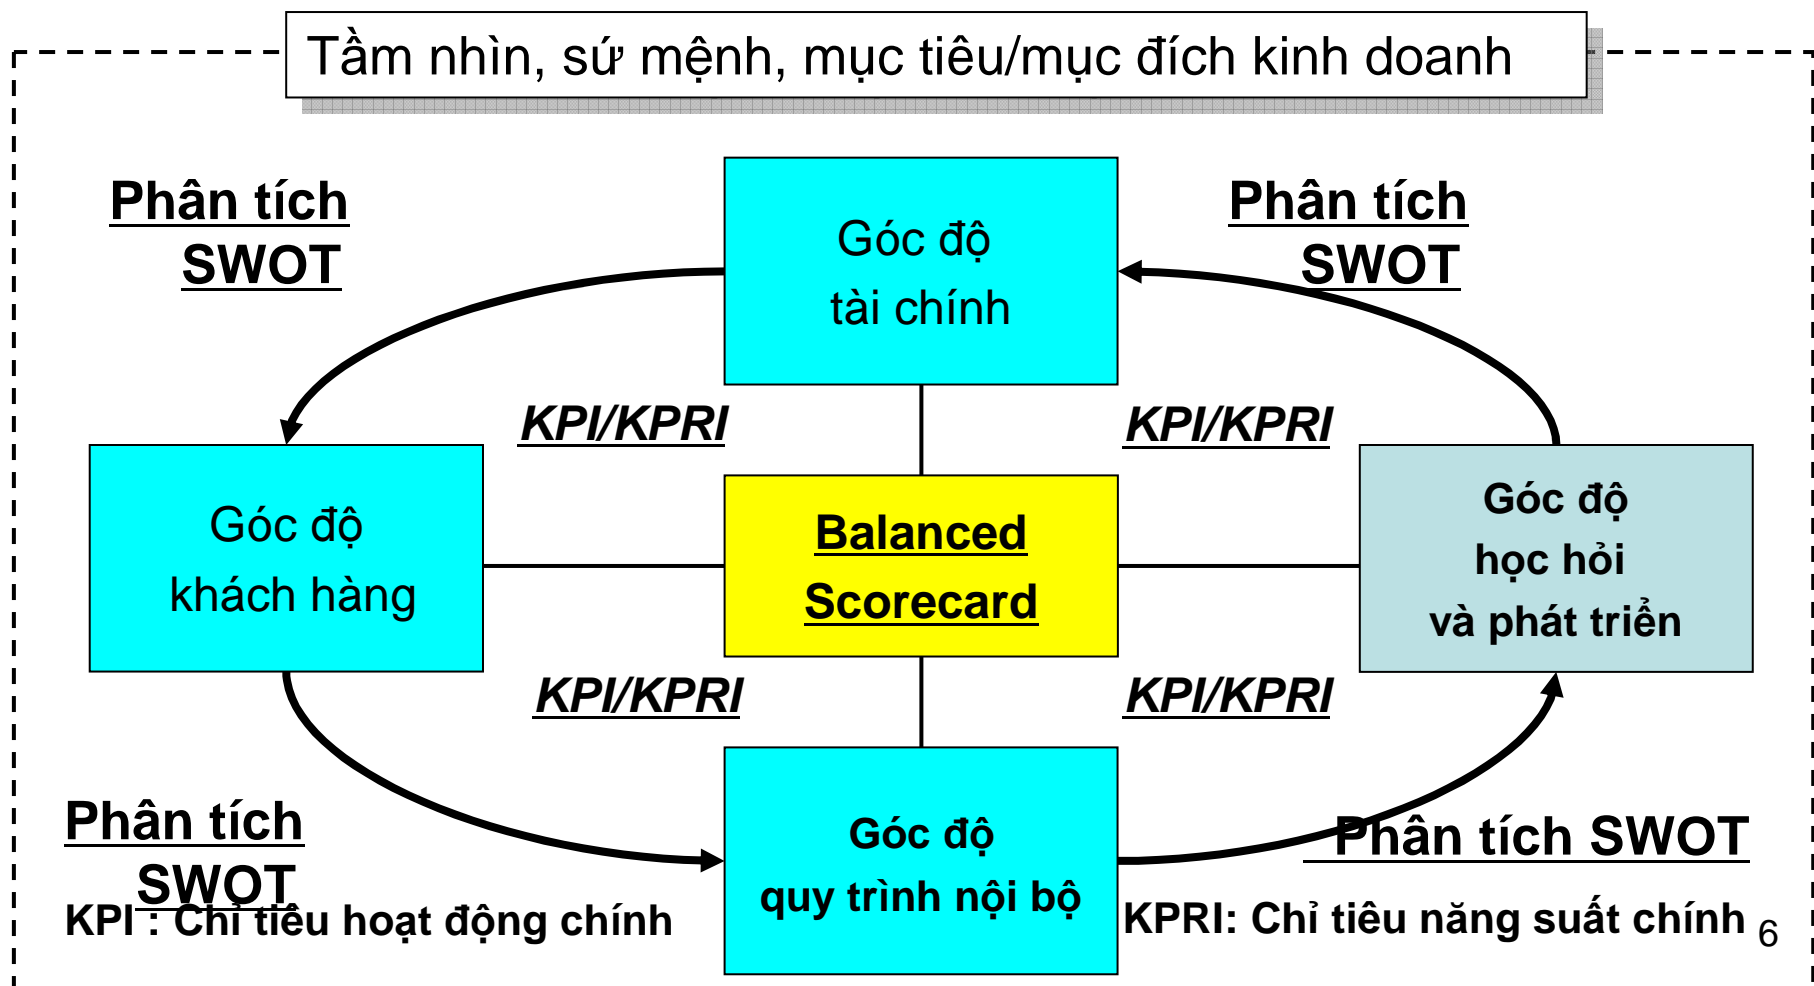 Tầm nhìn, sứ mệnh, mục tiêu/mục đích kinh doanh
Phân tích
SWOT
Góc độ
tài chính
Phân tích
SWOT
KPI/KPRI
KPI/KPRI
Góc độ
khách hàng
Balanced
Scorecard
Góc độ
học hỏi
và phát triển
KPI/KPRI
KPI/KPRI
Phân tích
SWOT
Góc độ
quy trình nội bộ
Phân tích SWOT
KPI : Chỉ tiêu hoạt động chính
KPRI: Chỉ tiêu năng suất chính
6